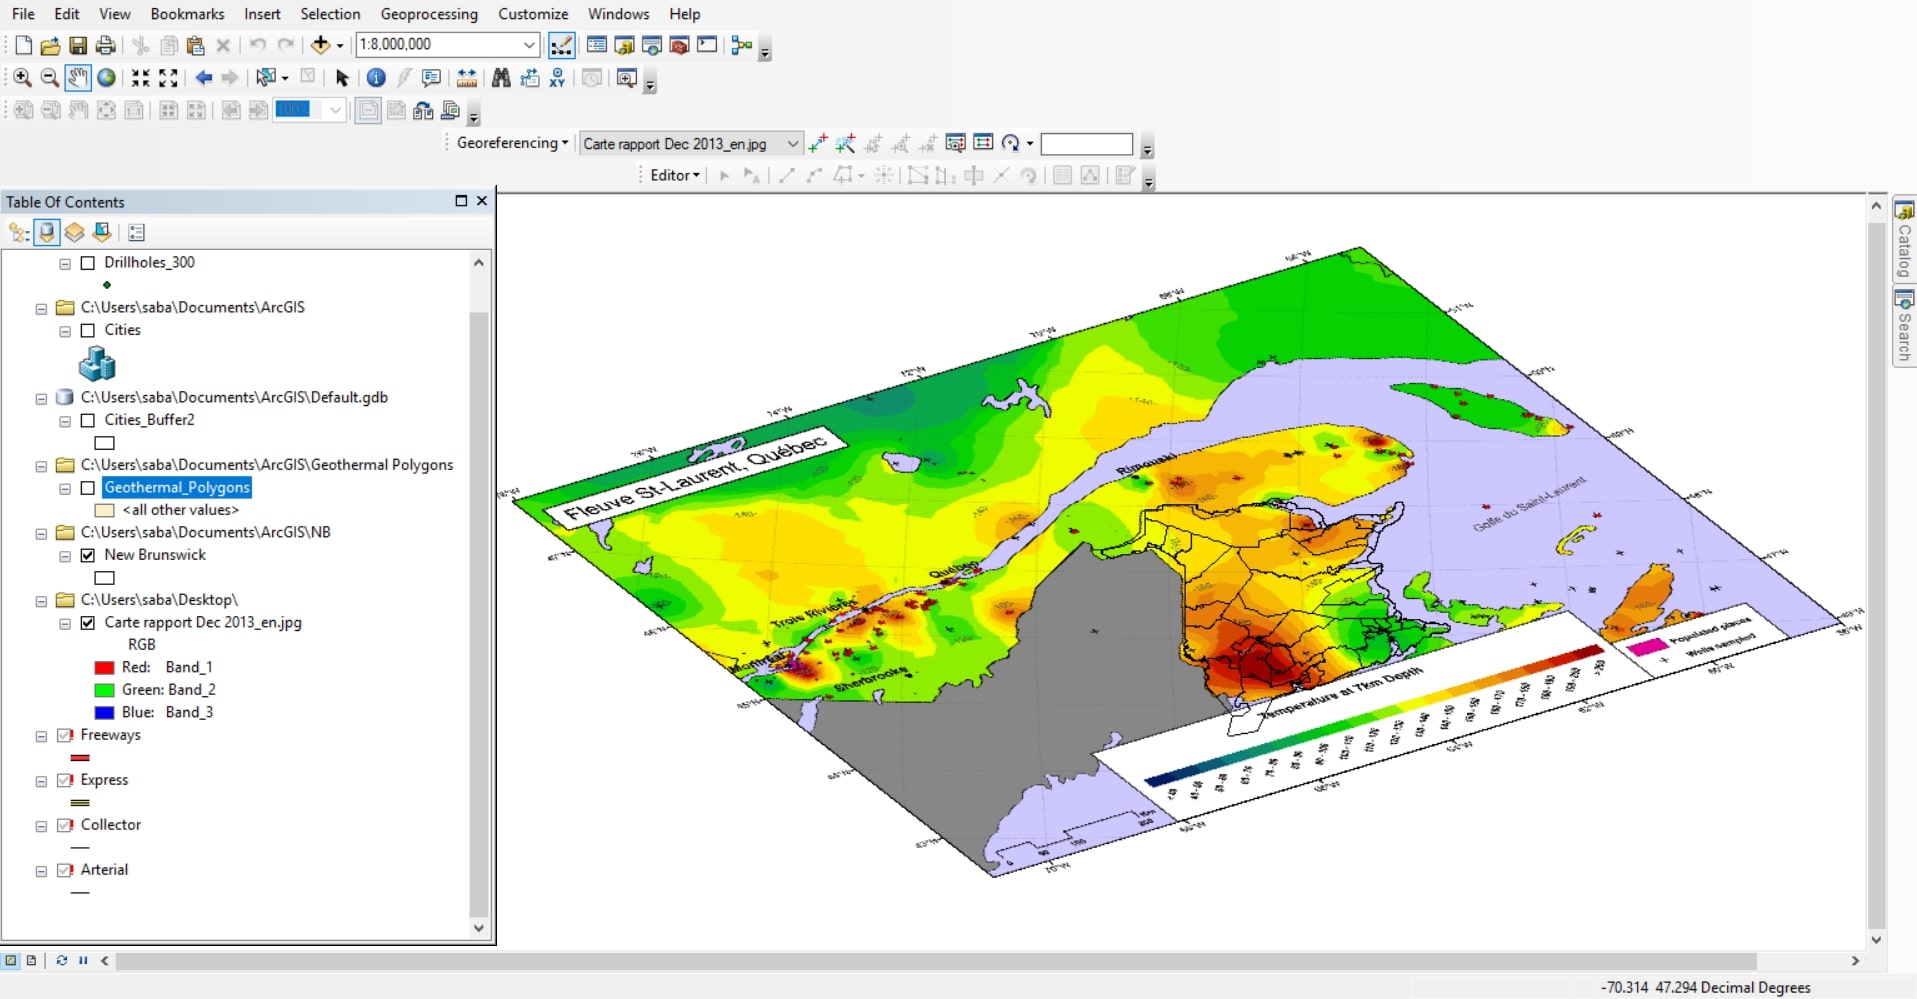 File Edit View Bookmarks Insert Selection Geoprocessing Customize Windows Help
1:8,000,000
100%
Georeferencing Carte rapport Dec 2013_en.jpg
Editor
Table Of Contents
Drillholes_300
C:\Users\saba\Documents\ArcGIS
Cities
C:\Users\saba\Documents\ArcGIS\Default.gdb
Cities_Buffer2
C:\Users\saba\Documents\ArcGIS\Geothermal Polygons
Geothermal_Polygons
<all other values>
C:\Users\saba\Documents\ArcGIS\NB
New Brunswick
C:\Users\saba\Desktop\
Carte rapport Dec 2013_en.jpg
RGB
Red: Band_1
Green: Band_2
Blue: Band_3
Freeways
Express
Collector
Arterial
Fleuve St-Laurent, Québec
Rimouski
Golfe du Saint-Laurent
Québec
Trois Rivières
Montréal
Sherbrooke
Temperature at 7km Depth
Populated places
Wells sampled
Catalog
Search
-70.314 47.294 Decimal Degrees